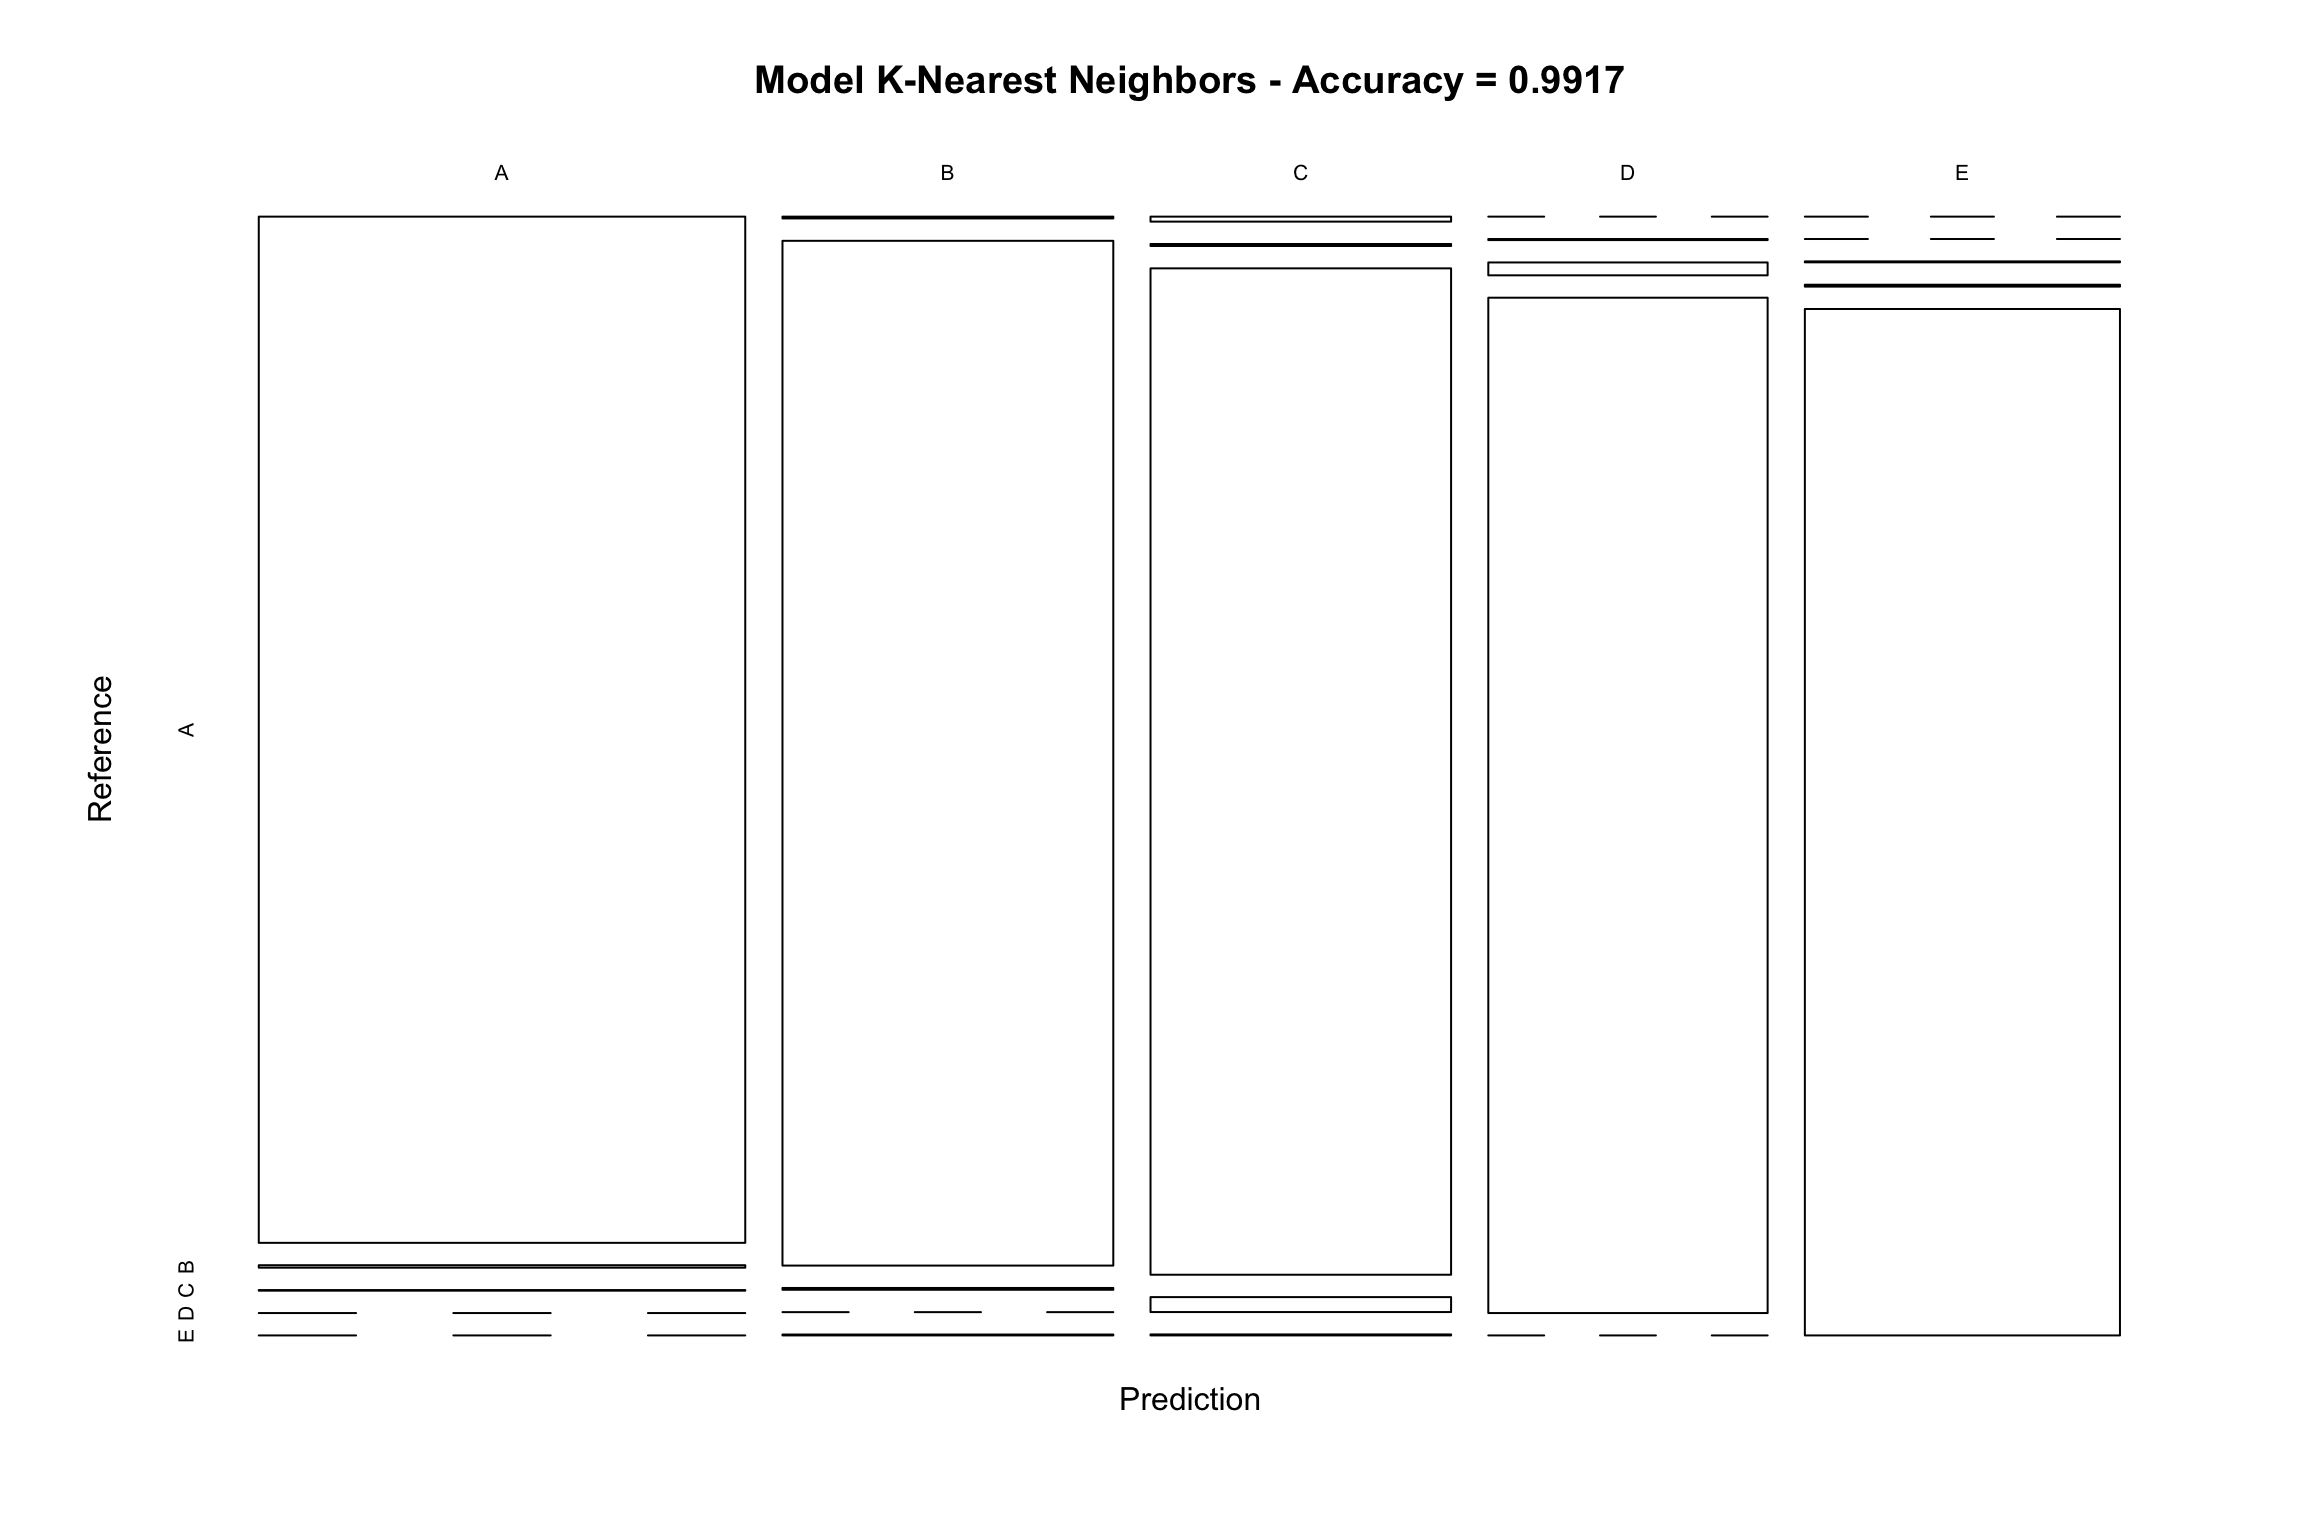 Model K-Nearest Neighbors - Accuracy = 0.9917
A B C D E
Reference
A
B
C
D
E
Prediction